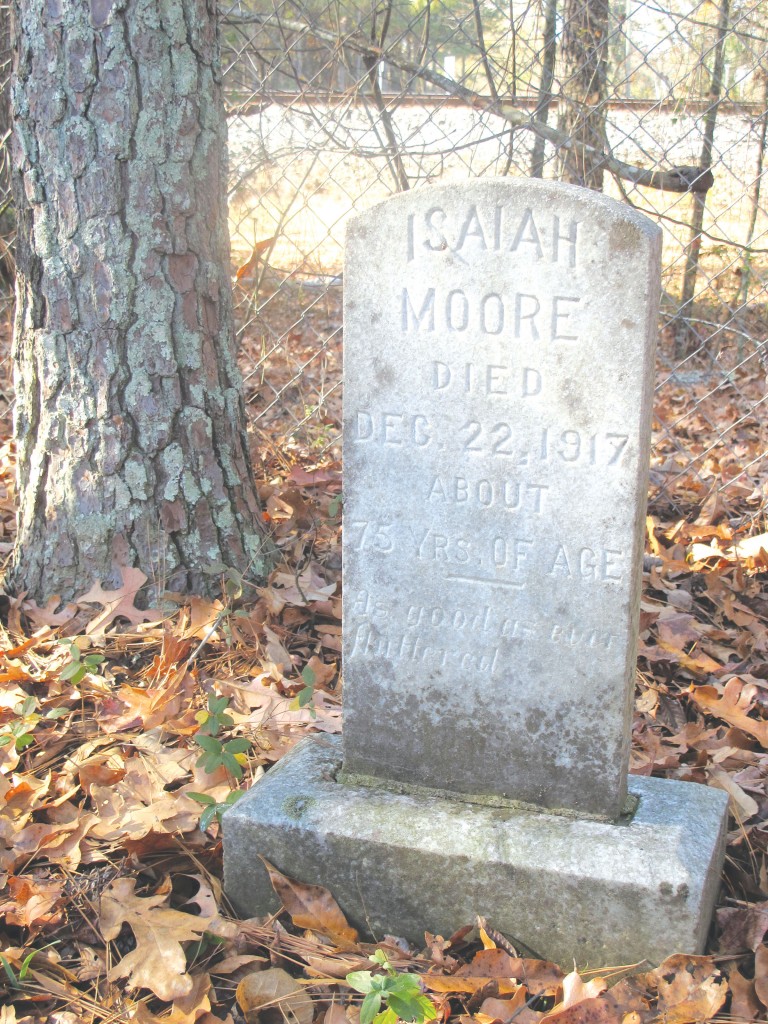 ISAIAH
MOORE
DIED
DEC 22, 1917
ABOUT
75 YRS. OF AGE
As good as ever
fluttered